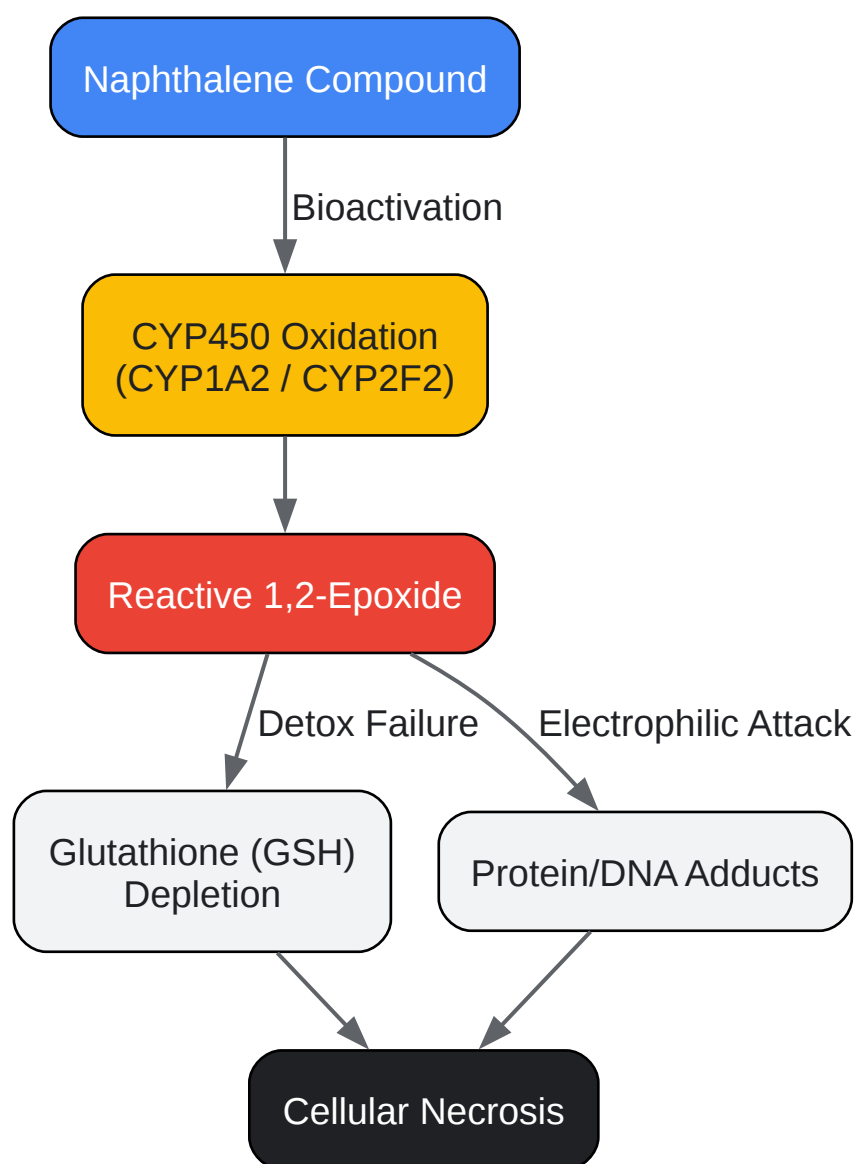 Naphthalene Compound
Bioactivation
CYP450 Oxidation
(CYP1A2 / CYP2F2)
Reactive 1,2-Epoxide
Detox Failure
Electrophilic Attack
Glutathione (GSH)
Depletion
Protein/DNA Adducts
Cellular Necrosis